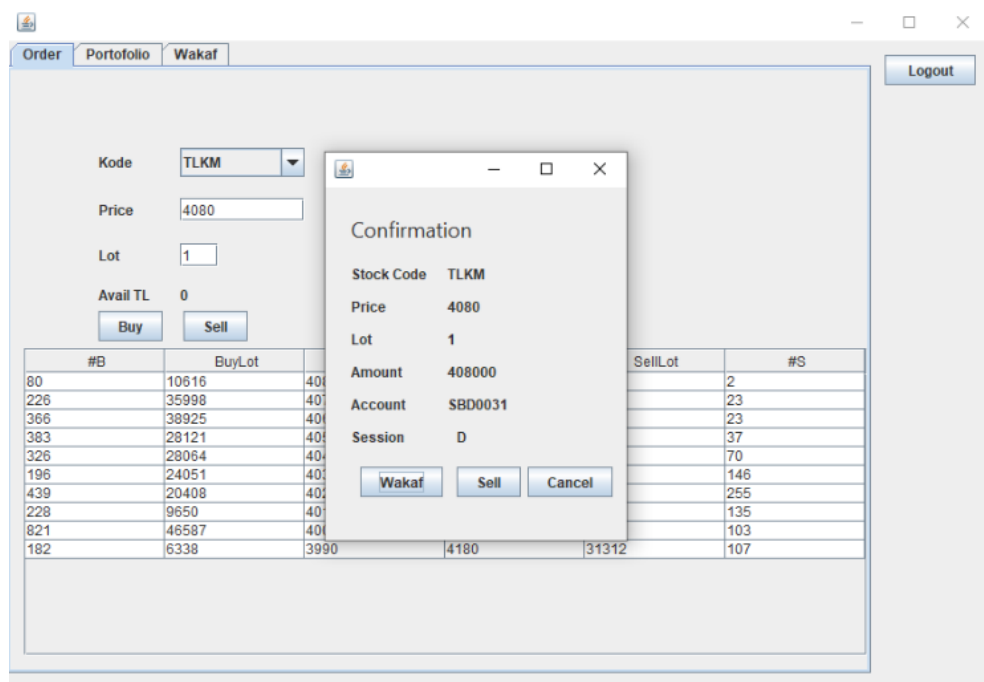 Order Portofolio Wakaf
Logout
Kode TLKM
Price 4080
Lot 1
Avail TL 0
Buy Sell
#B BuyLot SellLot #S
80 10616 2
226 35998 23
366 38925 23
383 28121 37
326 28064 70
196 24051 146
439 20408 255
228 9650 135
821 46587 103
182 6338 3990 4180 31312 107
Confirmation
Stock Code TLKM
Price 4080
Lot 1
Amount 408000
Account SBD0031
Session D
Wakaf Sell Cancel